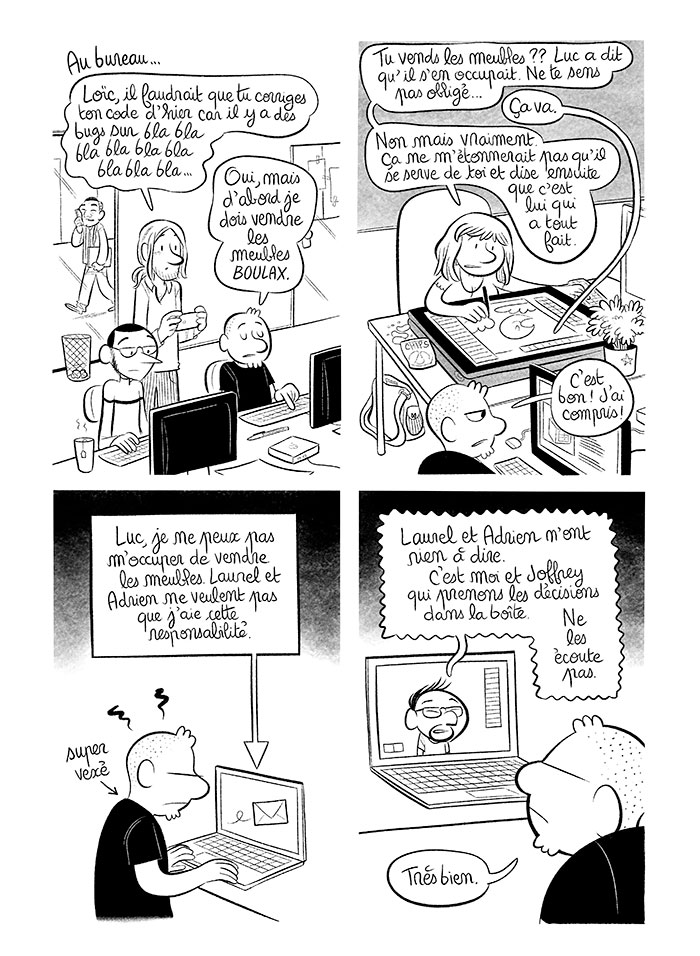 Au bureau...
Loïc, il faudrait que tu corriges
ton code d'hier car il y a des
bugs sur bla bla
bla bla bla bla
bla bla bla...
Oui, mais
d'abord je
dois vendre
les
meubles
BOULAX.
Tu vends les meubles ?? Luc a dit
qu'il s'en occupait. Ne te sens
pas obligé...
Ça va.
Non mais vraiment.
Ça me m'étonnerait pas qu'il
se serve de toi et dise ensuite
que c'est
lui qui
a tout
fait.
CHIPS
C'est
bon ! J'ai
compris !
Luc, je ne peux pas
m'occuper de vendre
les meubles. Laurel et
Adrien ne veulent pas
que j'aie cette
responsabilité.
super
vexé
Laurel et Adrien n'ont
rien à dire.
C'est moi et Joffrey
qui prenons les décisions
dans la boîte.
Ne
les
écoute
pas.
Très bien.